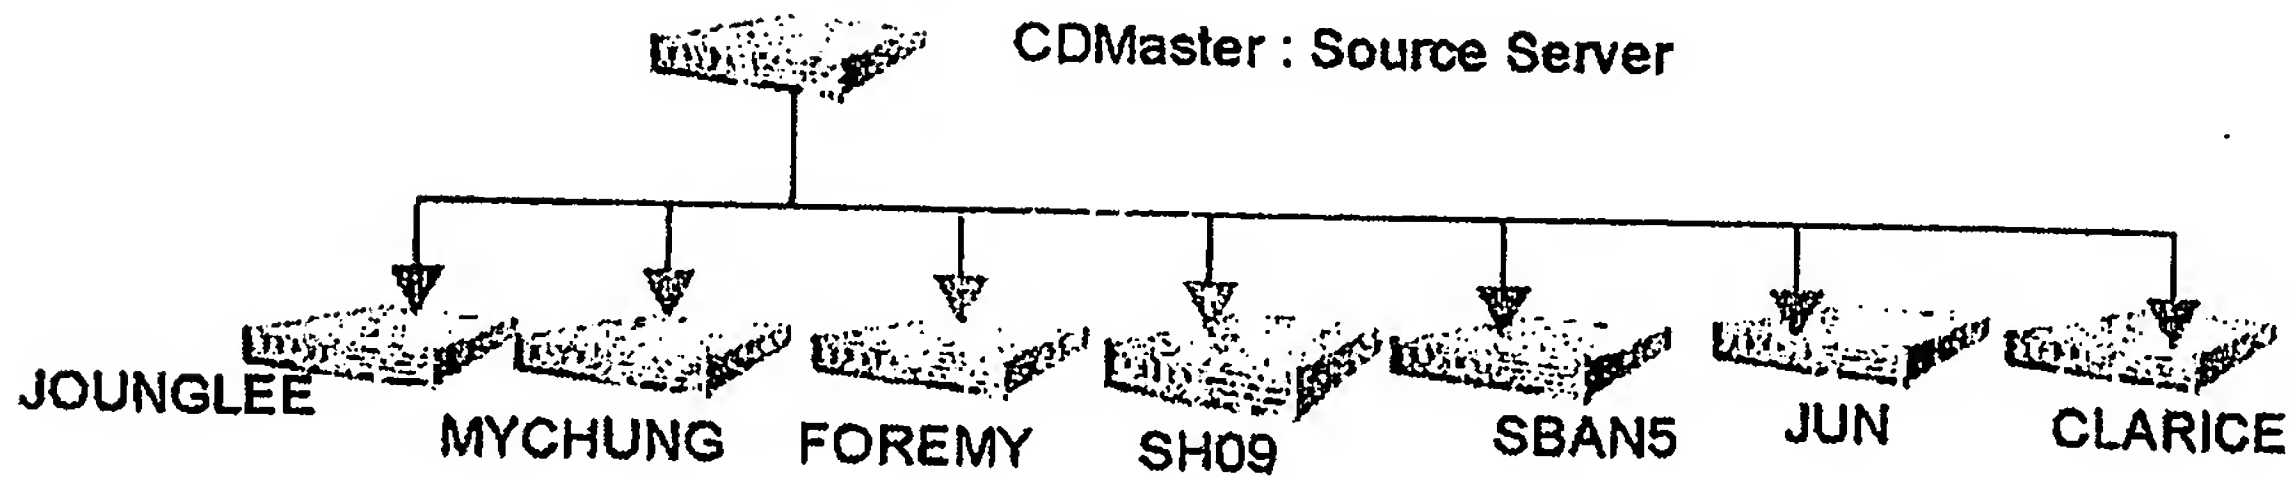 CDMaster : Source Server
JOUNGLEE
MYCHUNG
FOREMY
SH09
SBAN5
JUN
CLARICE